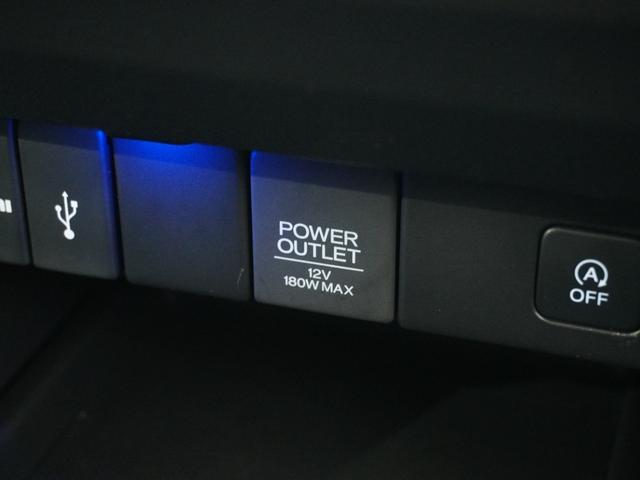 POWER
OUTLET
12V
180W MAX
A
OFF